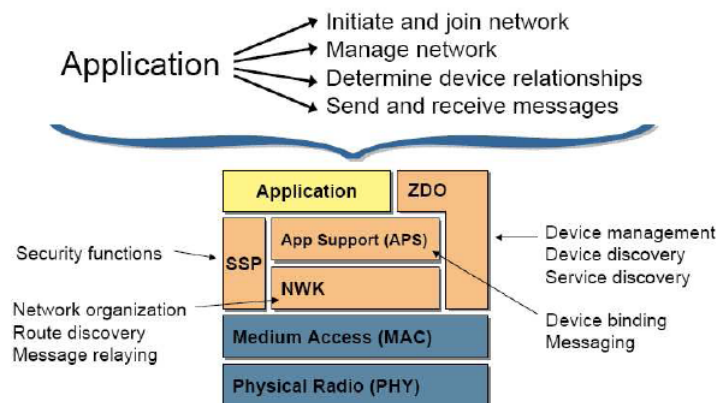 Application
Initiate and join network
Manage network
Determine device relationships
Send and receive messages
Application
ZDO
Security functions
SSP
App Support (APS)
Device management
Device discovery
Service discovery
NWK
Network organization
Route discovery
Message relaying
Device binding
Messaging
Medium Access (MAC)
Physical Radio (PHY)